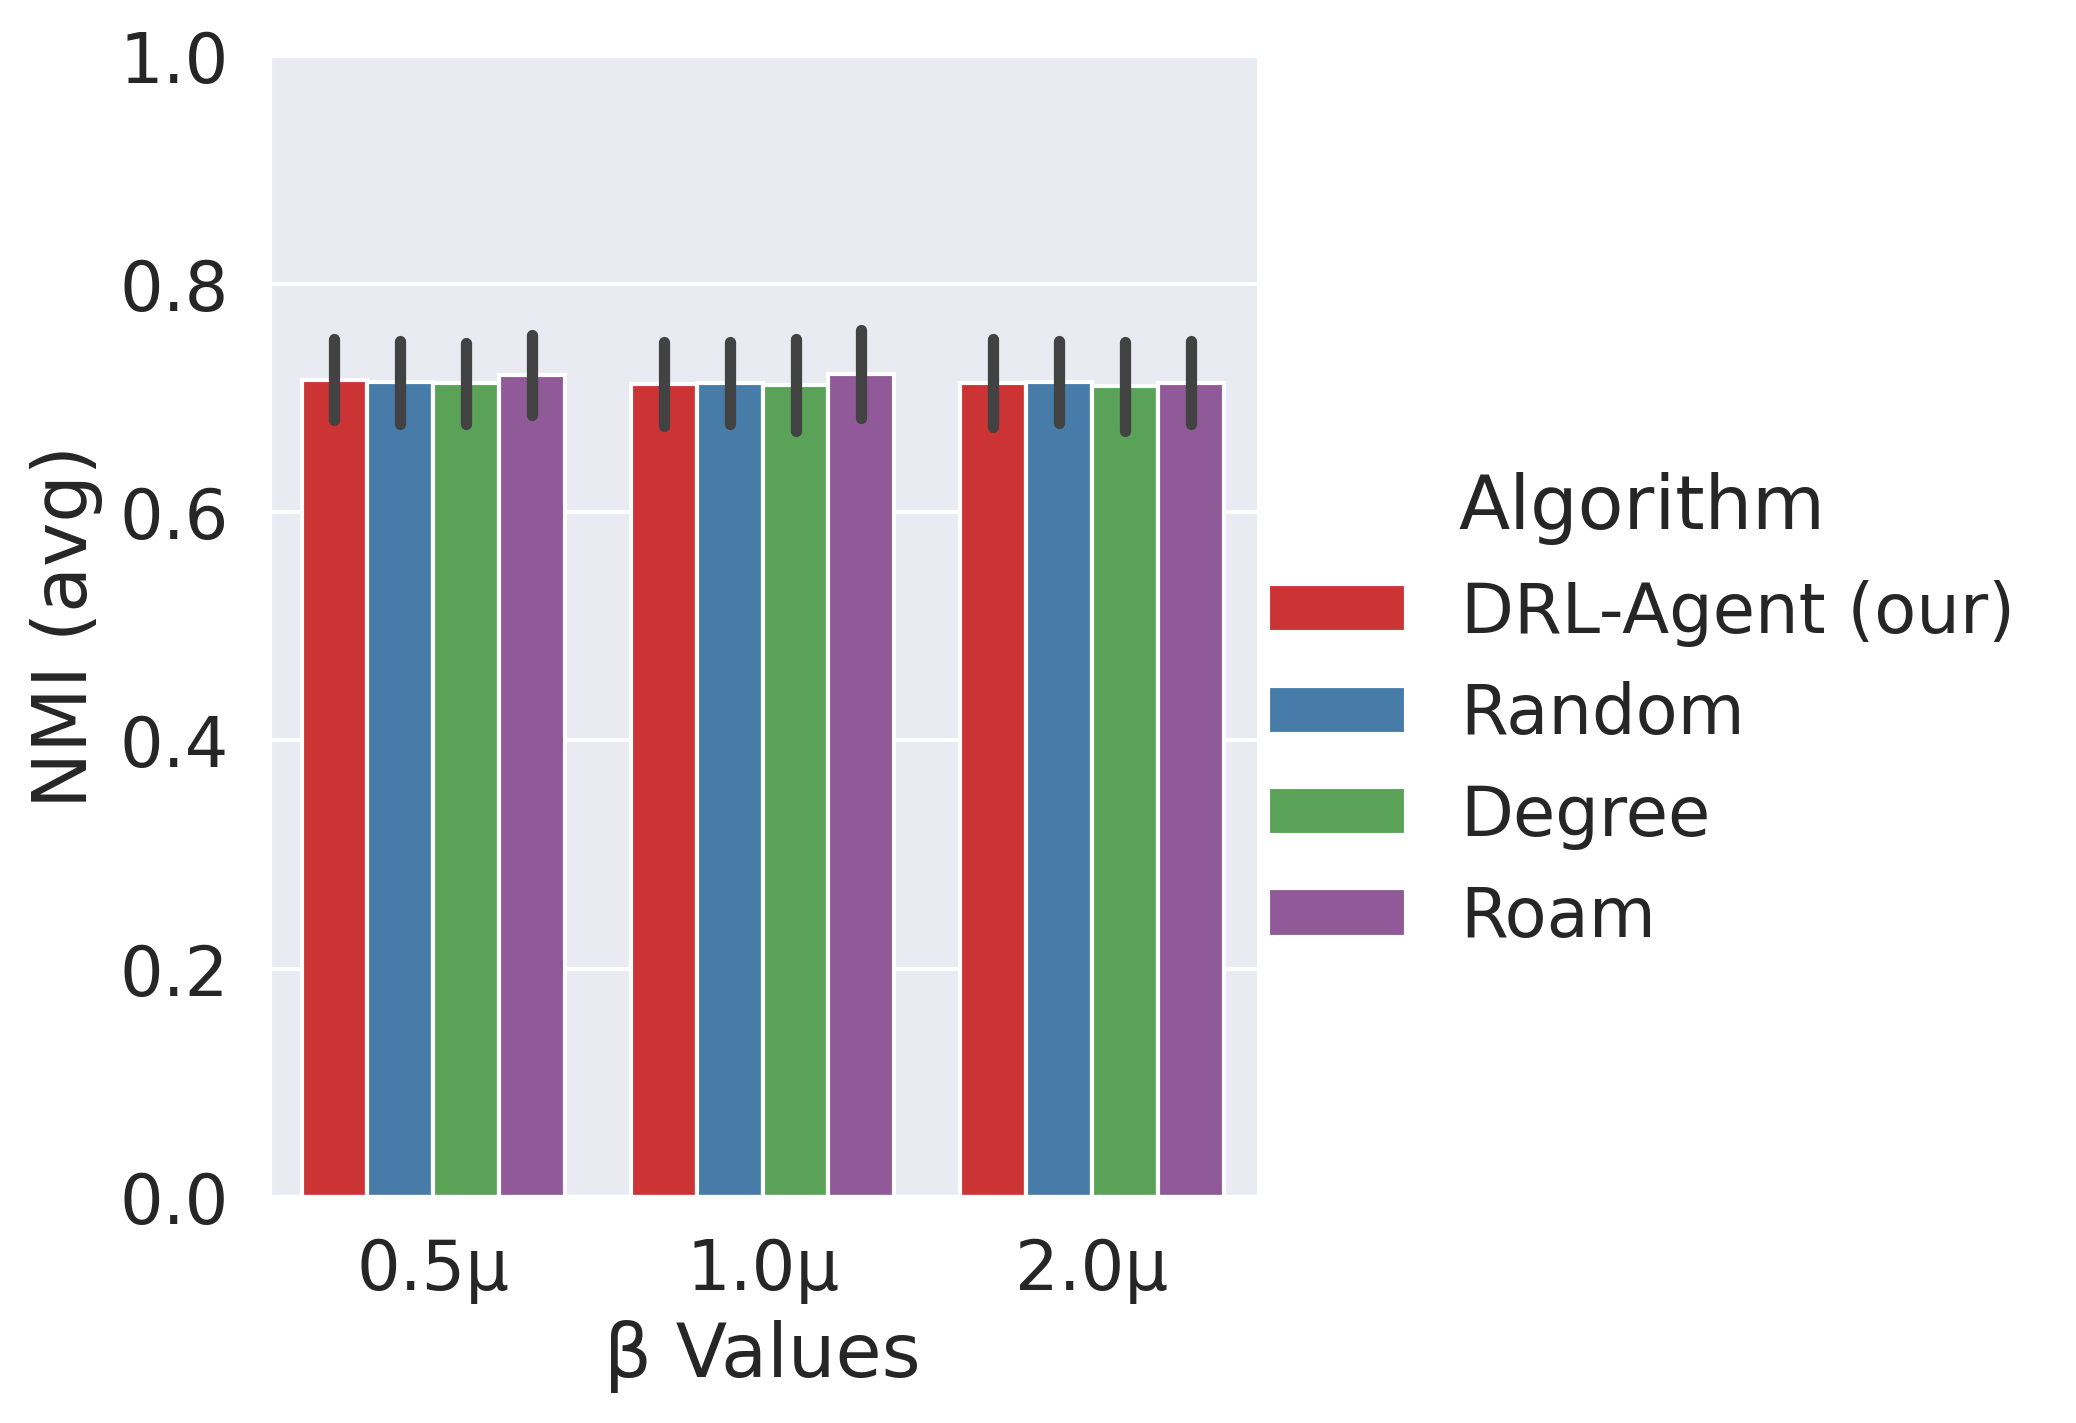 1.0
0.8
0.6
0.4
0.2
0.0
NMI (avg)
0.5μ 1.0μ 2.0μ
β Values
Algorithm
DRL-Agent (our)
Random
Degree
Roam